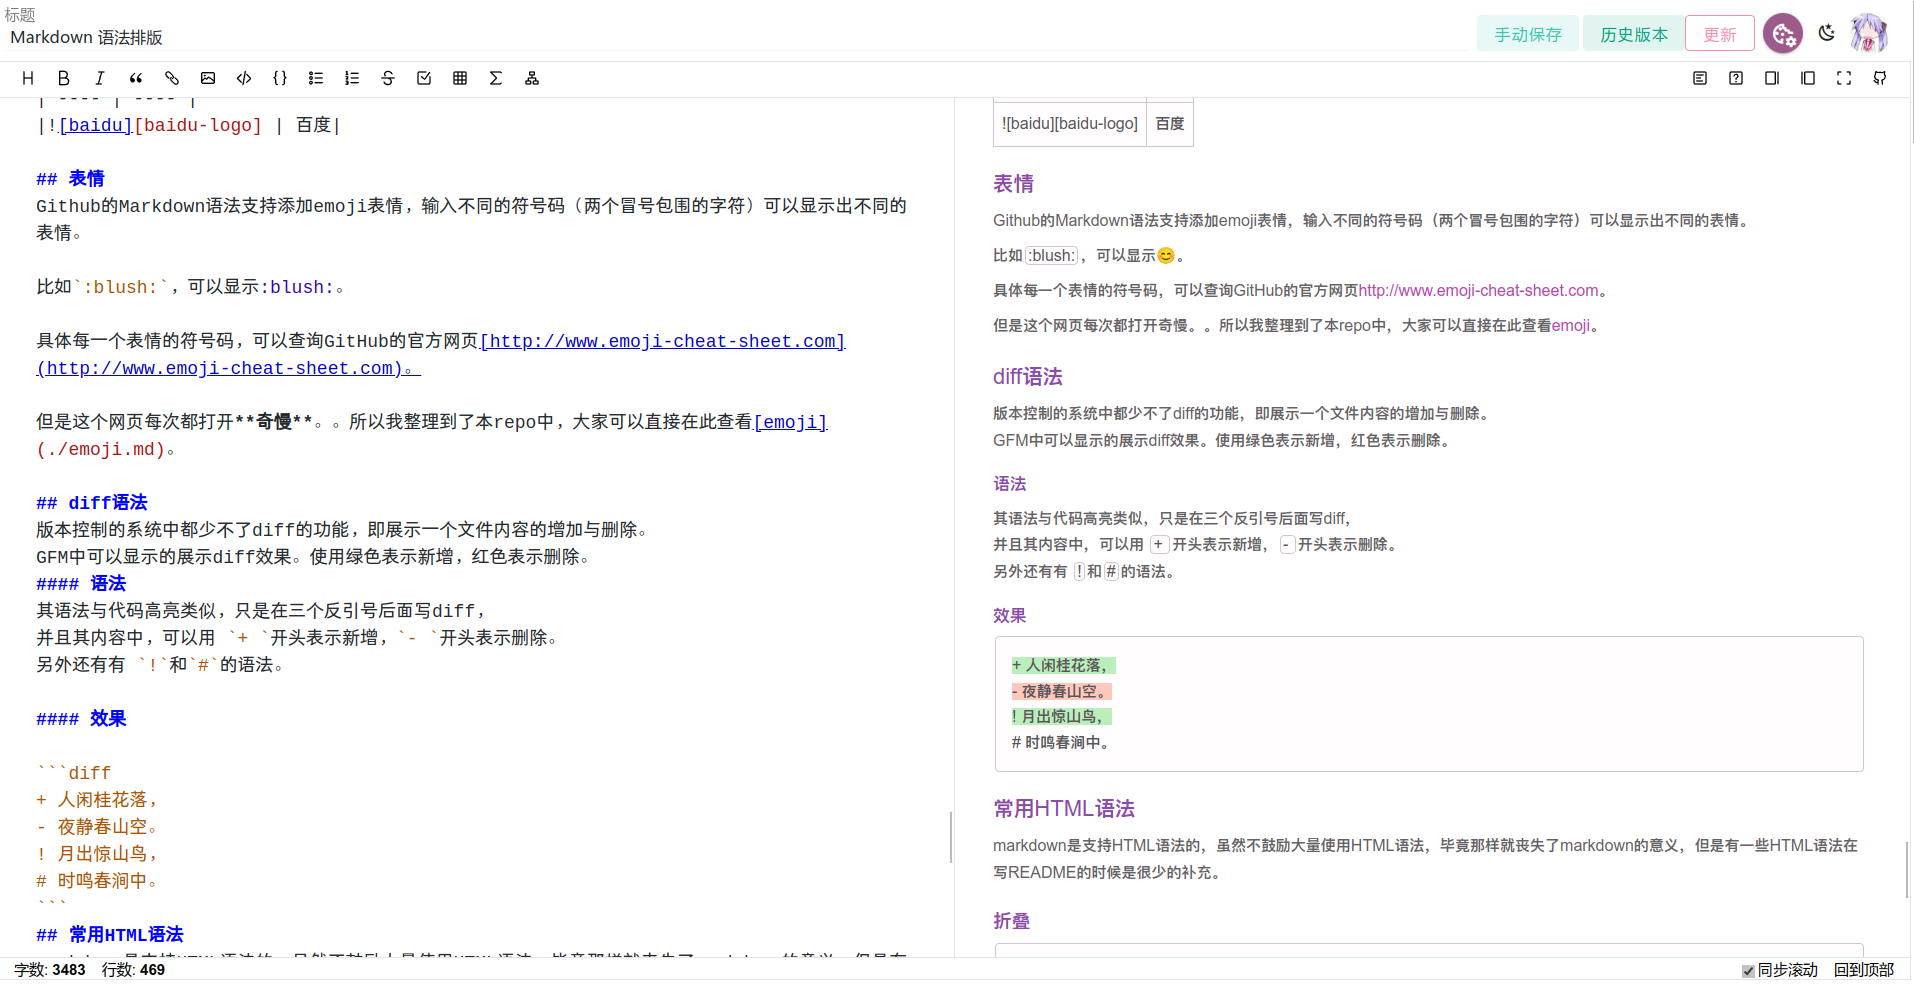 标题
Markdown 语法排版
手动保存 历史版本 更新
| ---- | ---- |
|![baidu][baidu-logo] | 百度|
## 表情
Github的Markdown语法支持添加emoji表情，输入不同的符号码（两个冒号包围的字符）可以显示出不同的
表情。
比如`:blush:`，可以显示:blush:。
具体每一个表情的符号码，可以查询GitHub的官方网页[http://www.emoji-cheat-sheet.com]
(http://www.emoji-cheat-sheet.com)。
但是这个网页每次都打开**奇慢**。。所以我整理到了本repo中，大家可以直接在此查看[emoji]
(./emoji.md)。
## diff语法
版本控制的系统中都少不了diff的功能，即展示一个文件内容的增加与删除。
GFM中可以显示的展示diff效果。使用绿色表示新增，红色表示删除。
#### 语法
其语法与代码高亮类似，只是在三个反引号后面写diff，
并且其内容中，可以用 `+ `开头表示新增，`- `开头表示删除。
另外还有有 `!`和`#`的语法。
#### 效果
```diff
+ 人闲桂花落，
- 夜静春山空。
! 月出惊山鸟，
# 时鸣春涧中。
```
## 常用HTML语法
![baidu][baidu-logo] 百度
表情
Github的Markdown语法支持添加emoji表情，输入不同的符号码（两个冒号包围的字符）可以显示出不同的表情。
比如 :blush: ，可以显示😊。
具体每一个表情的符号码，可以查询GitHub的官方网页http://www.emoji-cheat-sheet.com。
但是这个网页每次都打开奇慢。。所以我整理到了本repo中，大家可以直接在此查看emoji。
diff语法
版本控制的系统中都少不了diff的功能，即展示一个文件内容的增加与删除。
GFM中可以显示的展示diff效果。使用绿色表示新增，红色表示删除。
语法
其语法与代码高亮类似，只是在三个反引号后面写diff，
并且其内容中，可以用 + 开头表示新增， - 开头表示删除。
另外还有有 ! 和 # 的语法。
效果
+ 人闲桂花落，
- 夜静春山空。
! 月出惊山鸟，
# 时鸣春涧中。
常用HTML语法
markdown是支持HTML语法的，虽然不鼓励大量使用HTML语法，毕竟那样就丧失了markdown的意义，但是有一些HTML语法在
写README的时候是很少的补充。
折叠
字数: 3483 行数: 469
同步滚动 回到顶部